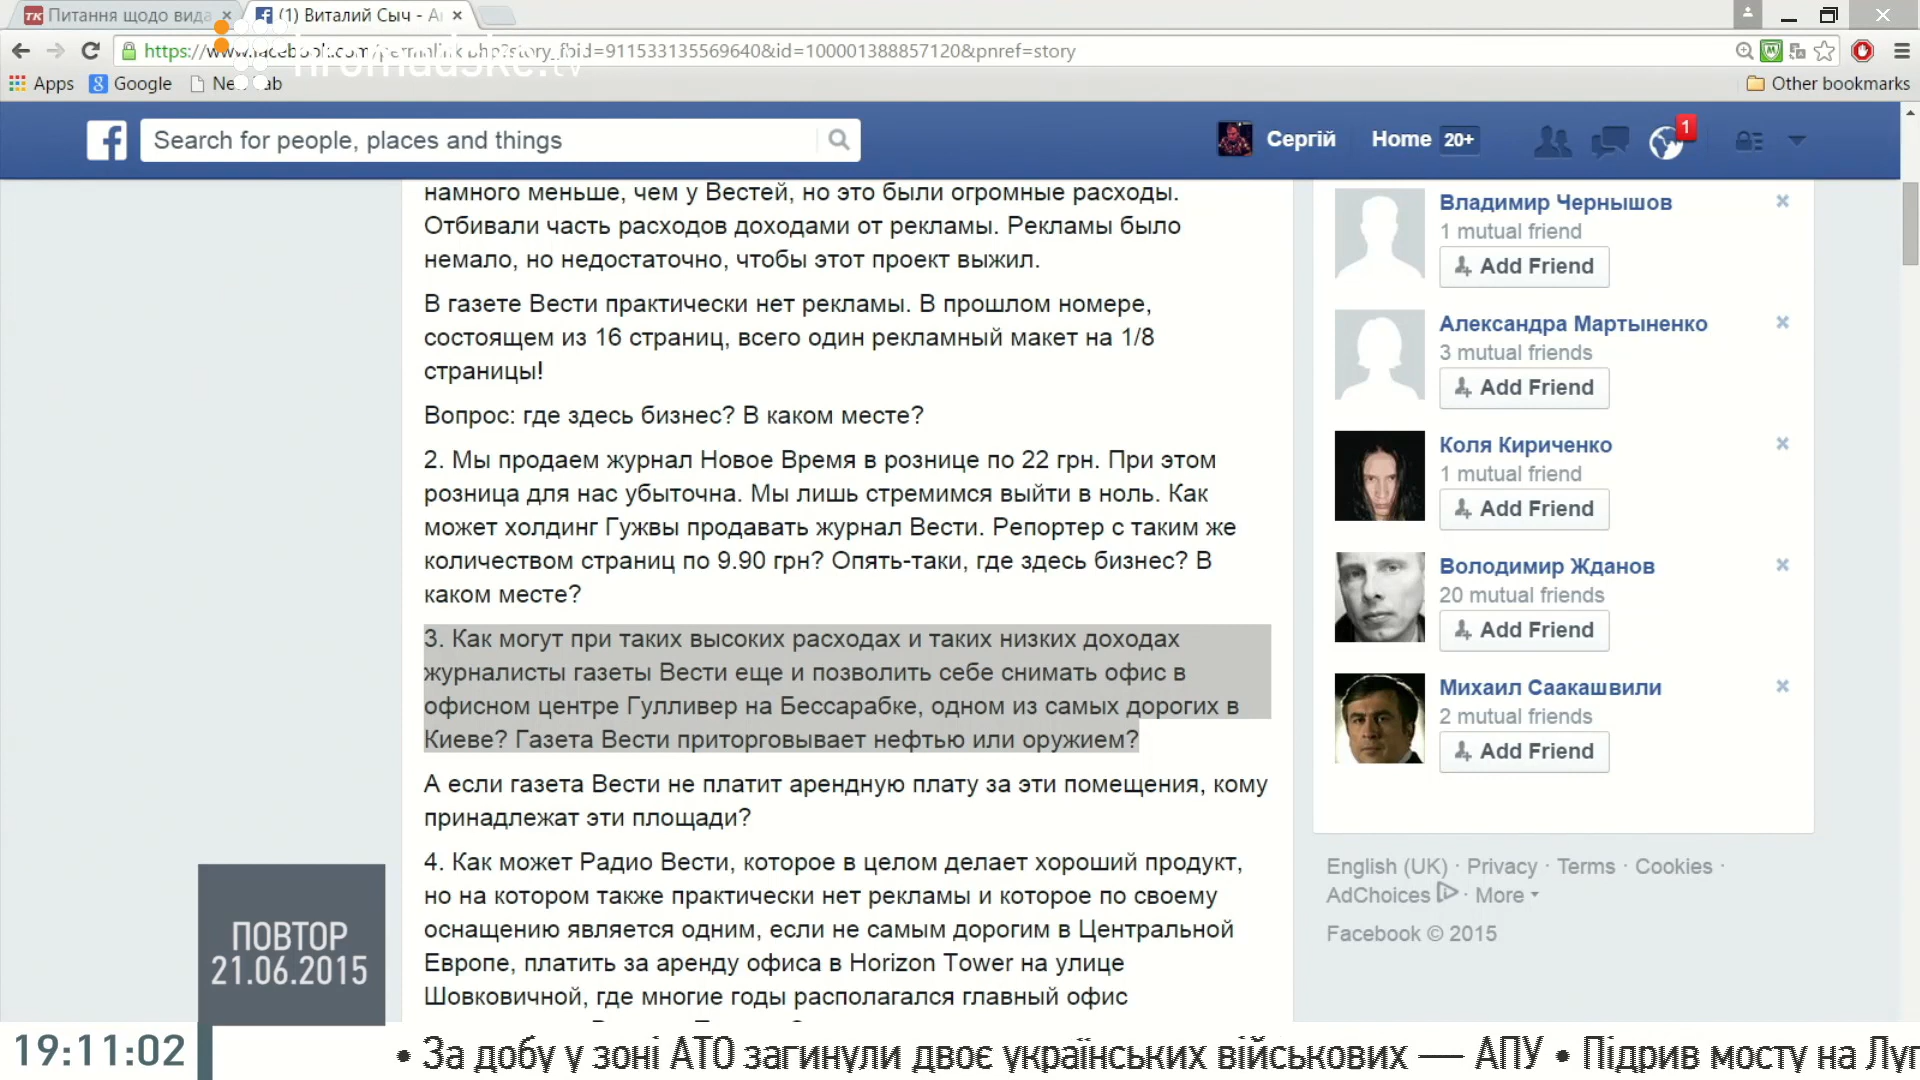 Питання щодо вида
(1) Виталий Сыч -
hromadske.tv
fbid=911533135569640&id=100001388857120&pnref=story
Apps
Google
Other bookmarks
Search for people, places and things
Сергій
Home 20+
1
намного меньше, чем у Вестей, но это были огромные расходы.
Отбивали часть расходов доходами от рекламы. Рекламы было
немало, но недостаточно, чтобы этот проект выжил.
В газете Вести практически нет рекламы. В прошлом номере,
состоящем из 16 страниц, всего один рекламный макет на 1/8
страницы!
Вопрос: где здесь бизнес? В каком месте?
2. Мы продаем журнал Новое Время в рознице по 22 грн. При этом
розница для нас убыточна. Мы лишь стремимся выйти в ноль. Как
может холдинг Гужвы продавать журнал Вести. Репортер с таким же
количеством страниц по 9.90 грн? Опять-таки, где здесь бизнес? В
каком месте?
3. Как могут при таких высоких расходах и таких низких доходах
журналисты газеты Вести еще и позволить себе снимать офис в
офисном центре Гулливер на Бессарабке, одном из самых дорогих в
Киеве? Газета Вести приторговывает нефтью или оружием?
А если газета Вести не платит арендную плату за эти помещения, кому
принадлежат эти площади?
4. Как может Радио Вести, которое в целом делает хороший продукт,
но на котором также практически нет рекламы и которое по своему
оснащению является одним, если не самым дорогим в Центральной
Европе, платить за аренду офиса в Horizon Tower на улице
Шовковичной, где многие годы располагался главный офис
Владимир Чернышов
1 mutual friend
Add Friend
Александра Мартыненко
3 mutual friends
Add Friend
Коля Кириченко
1 mutual friend
Add Friend
Володимир Жданов
20 mutual friends
Add Friend
Михаил Саакашвили
2 mutual friends
Add Friend
English (UK) · Privacy · Terms · Cookies ·
AdChoices · More
Facebook © 2015
ПОВТОР
21.06.2015
19:11:02
• За добу у зоні АТО загинули двоє українських військових — АПУ • Підрив мосту на Луг